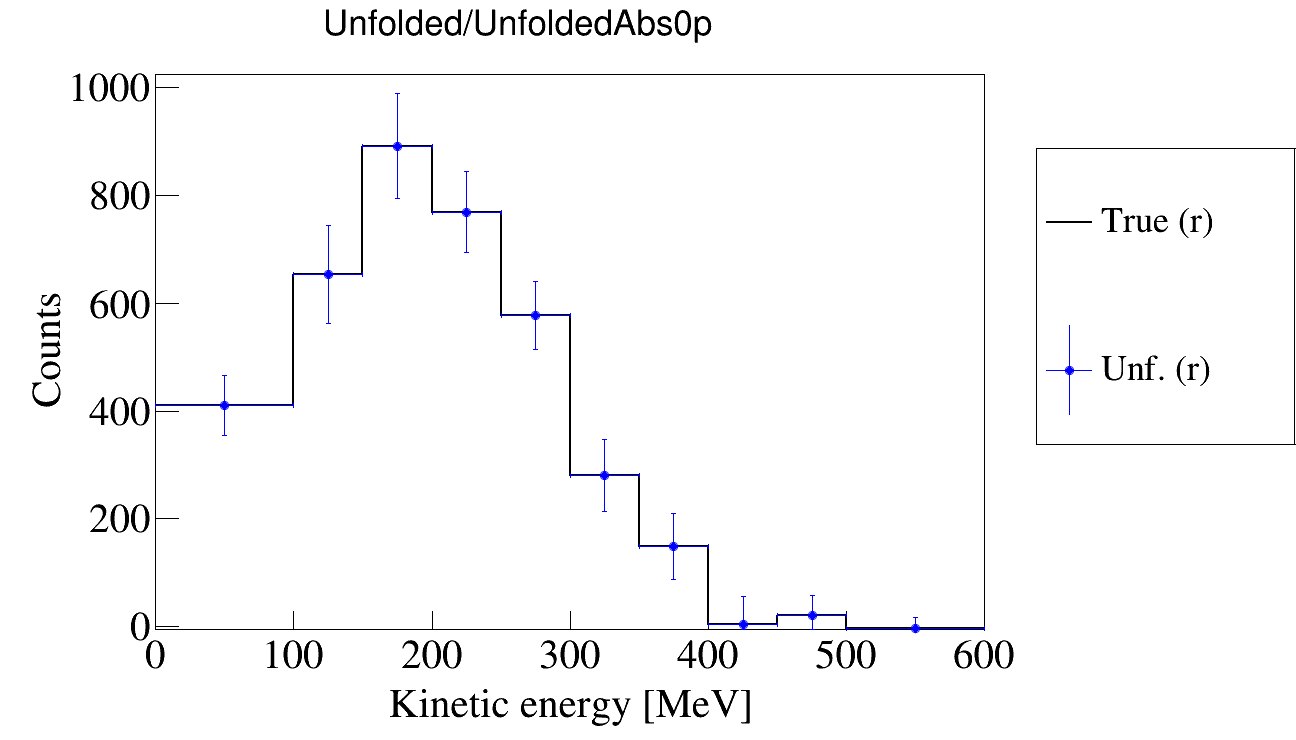 Unfolded/UnfoldedAbs0p
1000
800
600
400
200
0
Counts
0 100 200 300 400 500 600
Kinetic energy [MeV]
True (r)
Unf. (r)